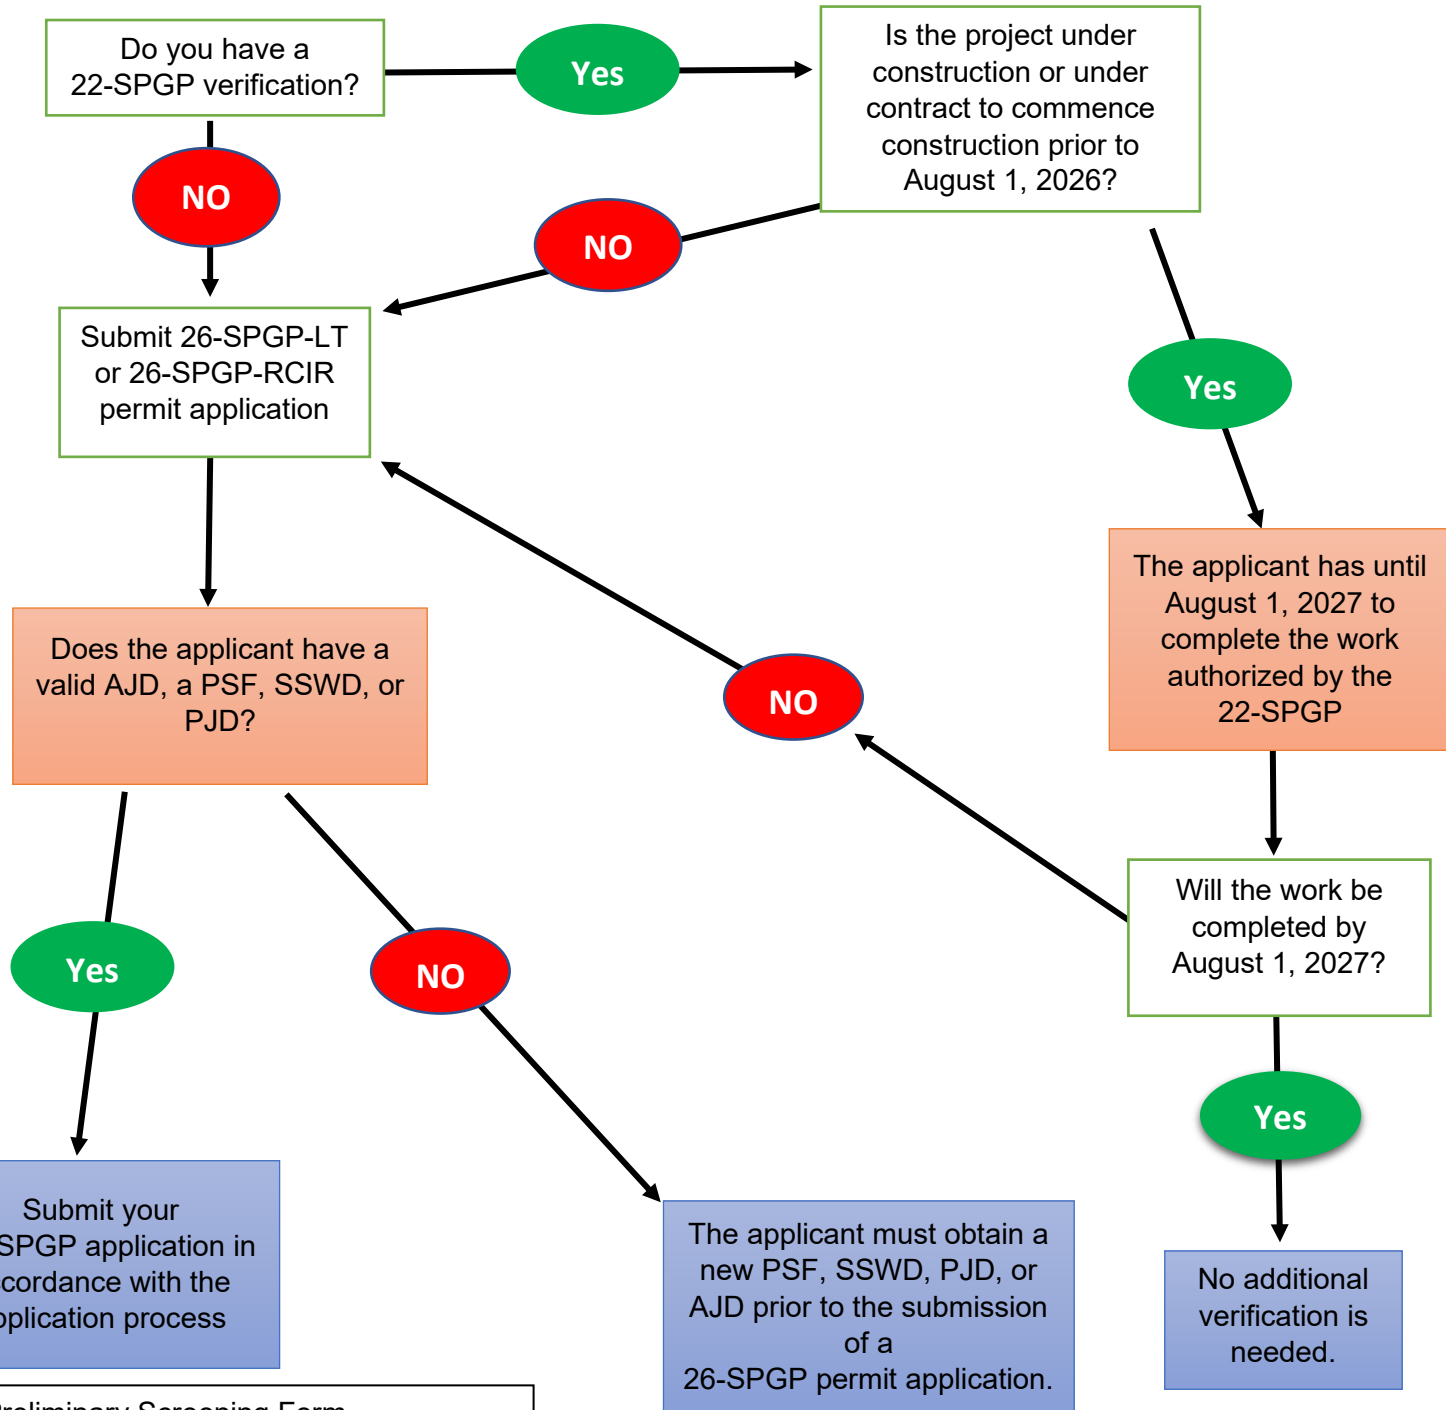 Do you have a
22-SPGP verification?
Yes
Is the project under
construction or under
contract to commence
construction prior to
August 1, 2026?
NO
NO
Submit 26-SPGP-LT
or 26-SPGP-RCIR
permit application
Yes
The applicant has until
August 1, 2027 to
complete the work
authorized by the
22-SPGP
Does the applicant have a
valid AJD, a PSF, SSWD, or
PJD?
NO
Will the work be
completed by
August 1, 2027?
Yes
NO
Yes
Submit your
SPGP application in
with the
process
The applicant must obtain a
new PSF, SSWD, PJD, or
AJD prior to the submission
of a
26-SPGP permit application.
No additional
verification is
needed.
Screening Form